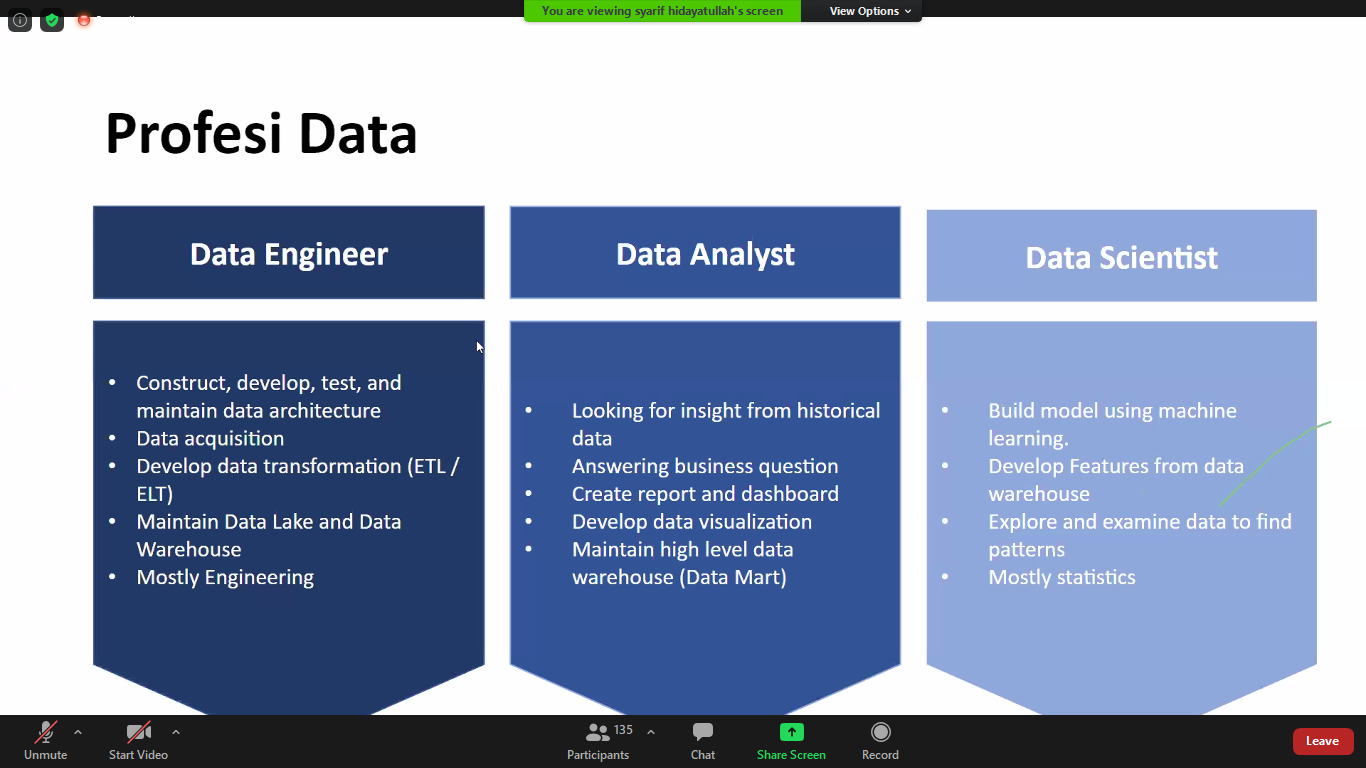 You are viewing syarif hidayatullah's screen
View Options
Profesi Data
Data Engineer
• Construct, develop, test, and
maintain data architecture
• Data acquisition
• Develop data transformation (ETL /
ELT)
• Maintain Data Lake and Data
Warehouse
• Mostly Engineering
Data Analyst
• Looking for insight from historical
data
• Answering business question
• Create report and dashboard
• Develop data visualization
• Maintain high level data
warehouse (Data Mart)
Data Scientist
• Build model using machine
learning.
• Develop Features from data
warehouse
• Explore and examine data to find
patterns
• Mostly statistics
Unmute
Start Video
135
Participants
Chat
Share Screen
Record
Leave